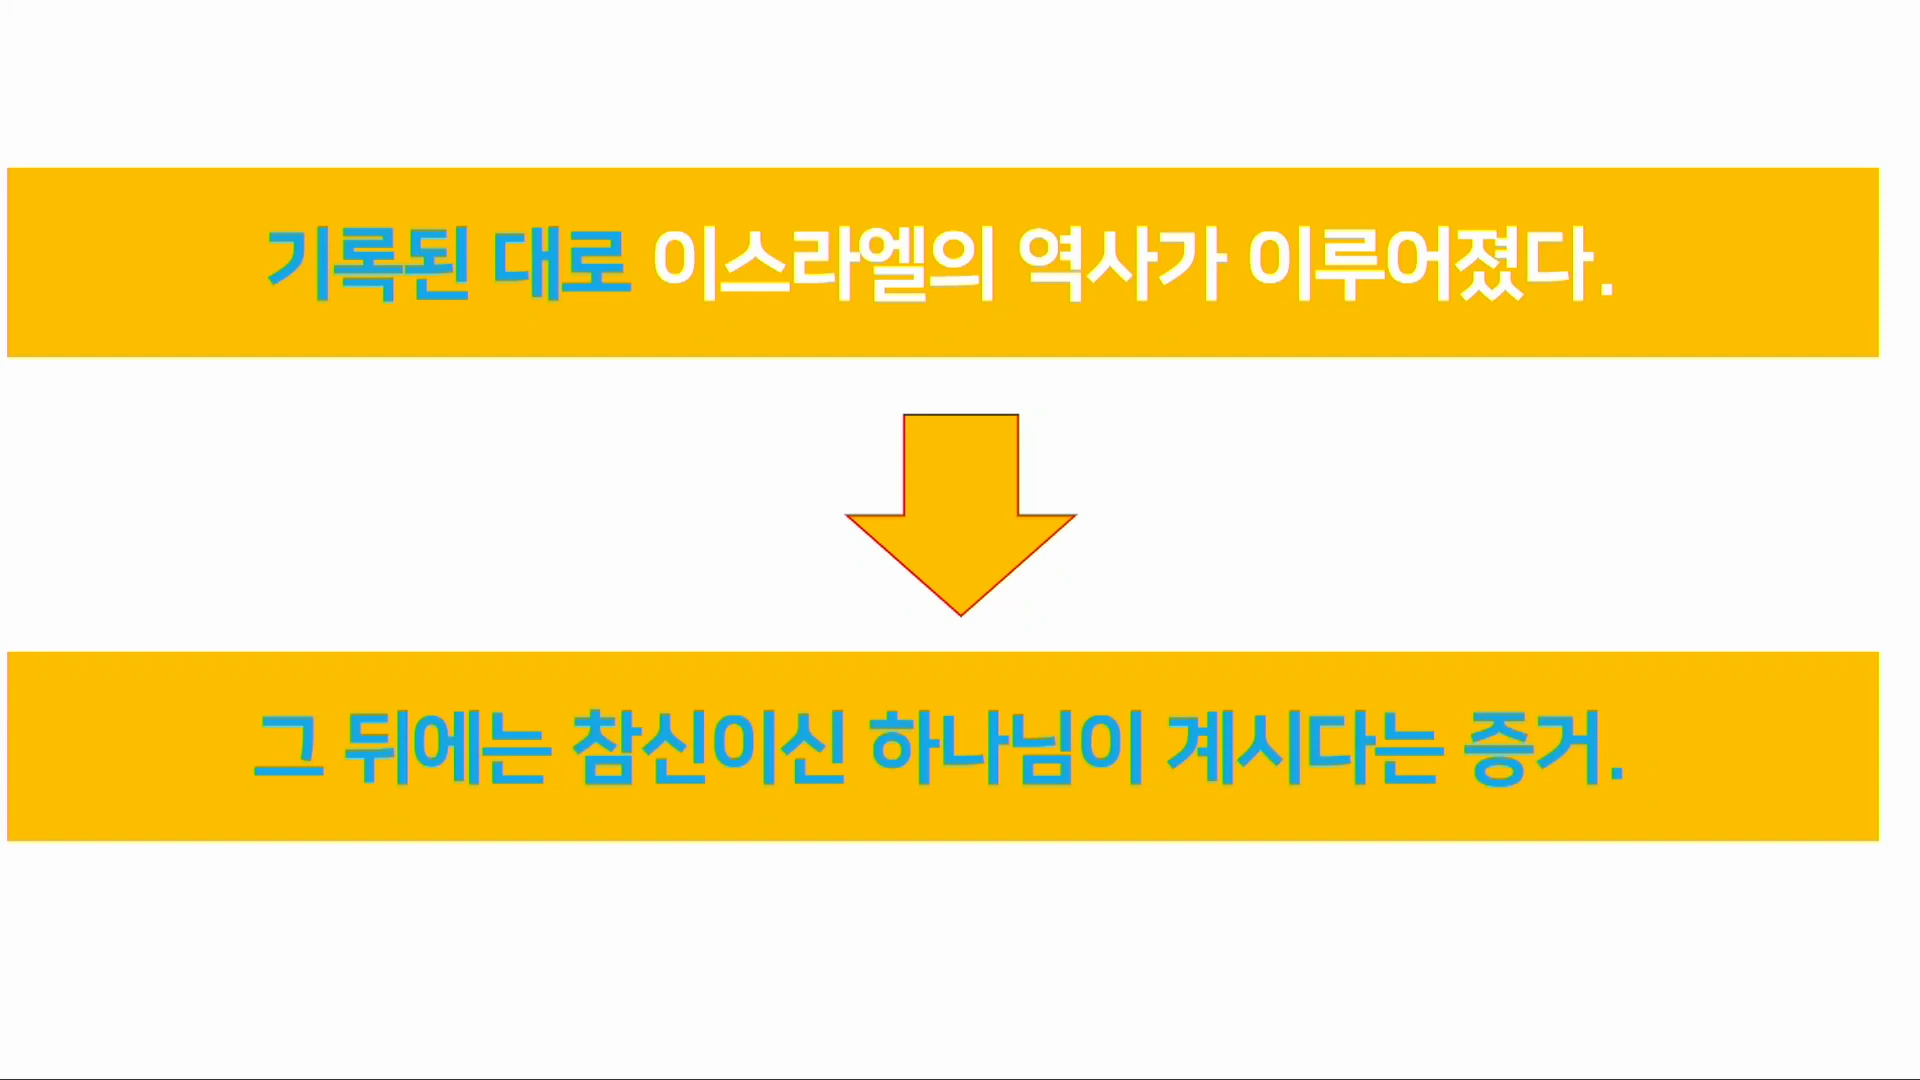 기록된 대로 이스라엘의 역사가 이루어졌다.
그 뒤에는 참신이신 하나님이 계시다는 증거.